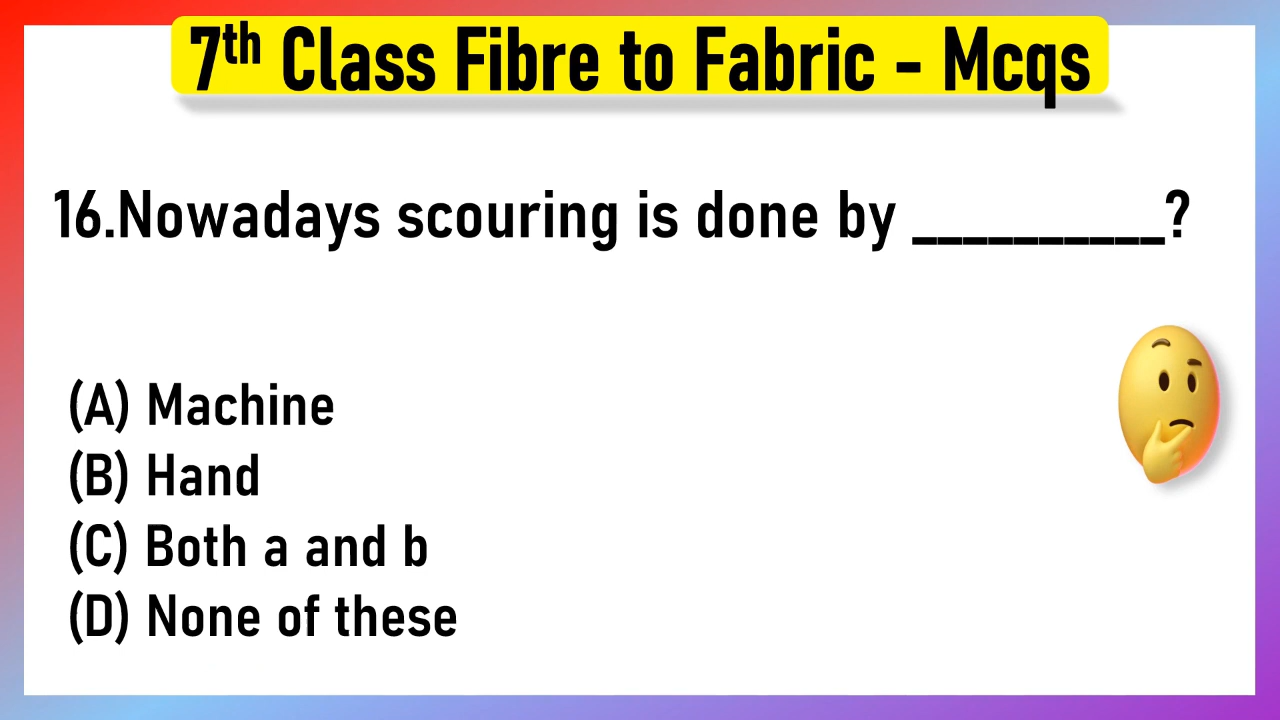 7th Class Fibre to Fabric - Mcqs
16.Nowadays scouring is done by __________?
(A) Machine
(B) Hand
(C) Both a and b
(D) None of these